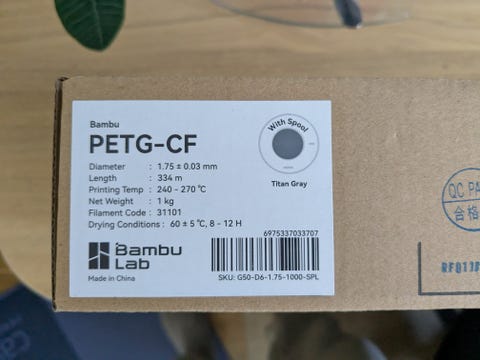 Bambu
PETG-CF
Diameter : 1.75 ± 0.03 mm
Length : 334 m
Printing Temp : 240 - 270 °C
Net Weight : 1 kg
Filament Code : 31101
Drying Conditions : 60 ± 5 °C, 8 - 12 H
With Spool
Titan Gray
Bambu
Lab
Made in China
6975337033707
SKU: G50-D6-1.75-1000-SPL
QC PA
合格